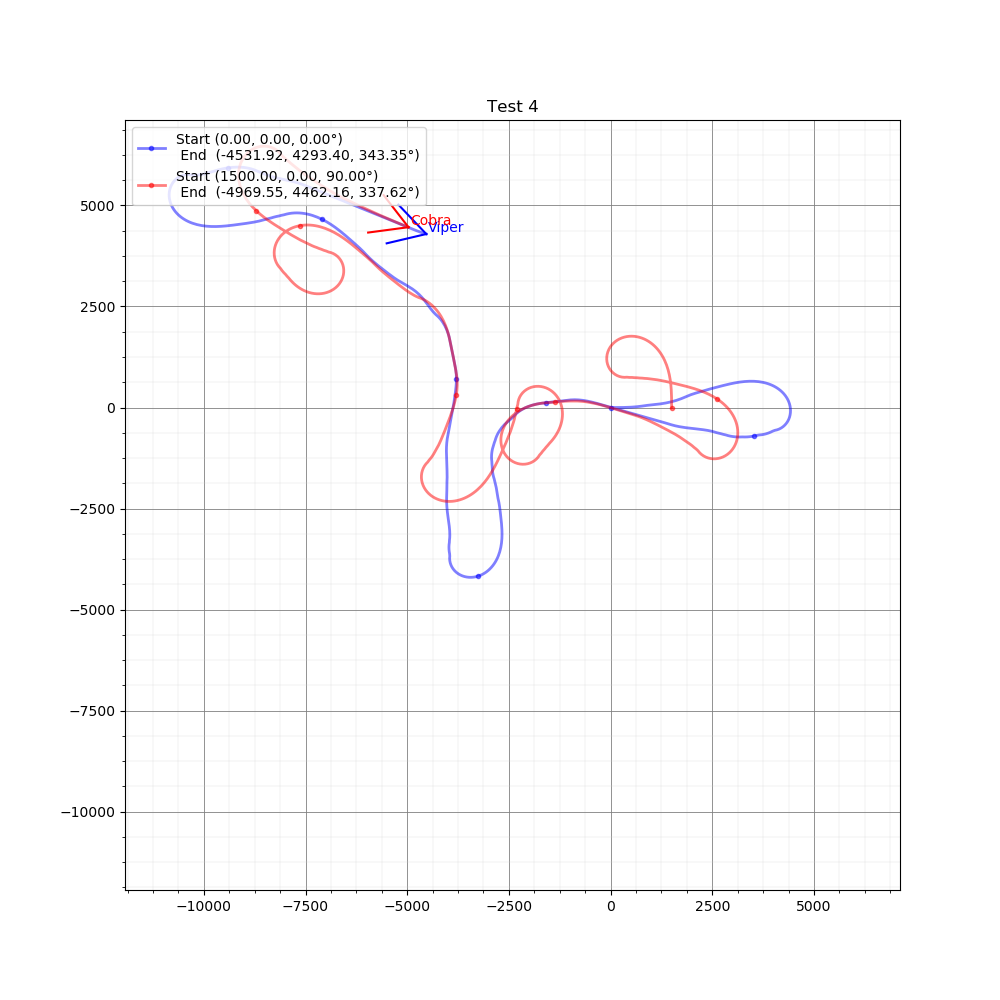 Test 4
Start (0.00, 0.00, 0.00°)
End (-4531.92, 4293.40, 343.35°)
Start (1500.00, 0.00, 90.00°)
End (-4969.55, 4462.16, 337.62°)
Cobra
Viper
5000
2500
0
−2500
−5000
−7500
−10000
−10000
−7500
−5000
−2500
0
2500
5000